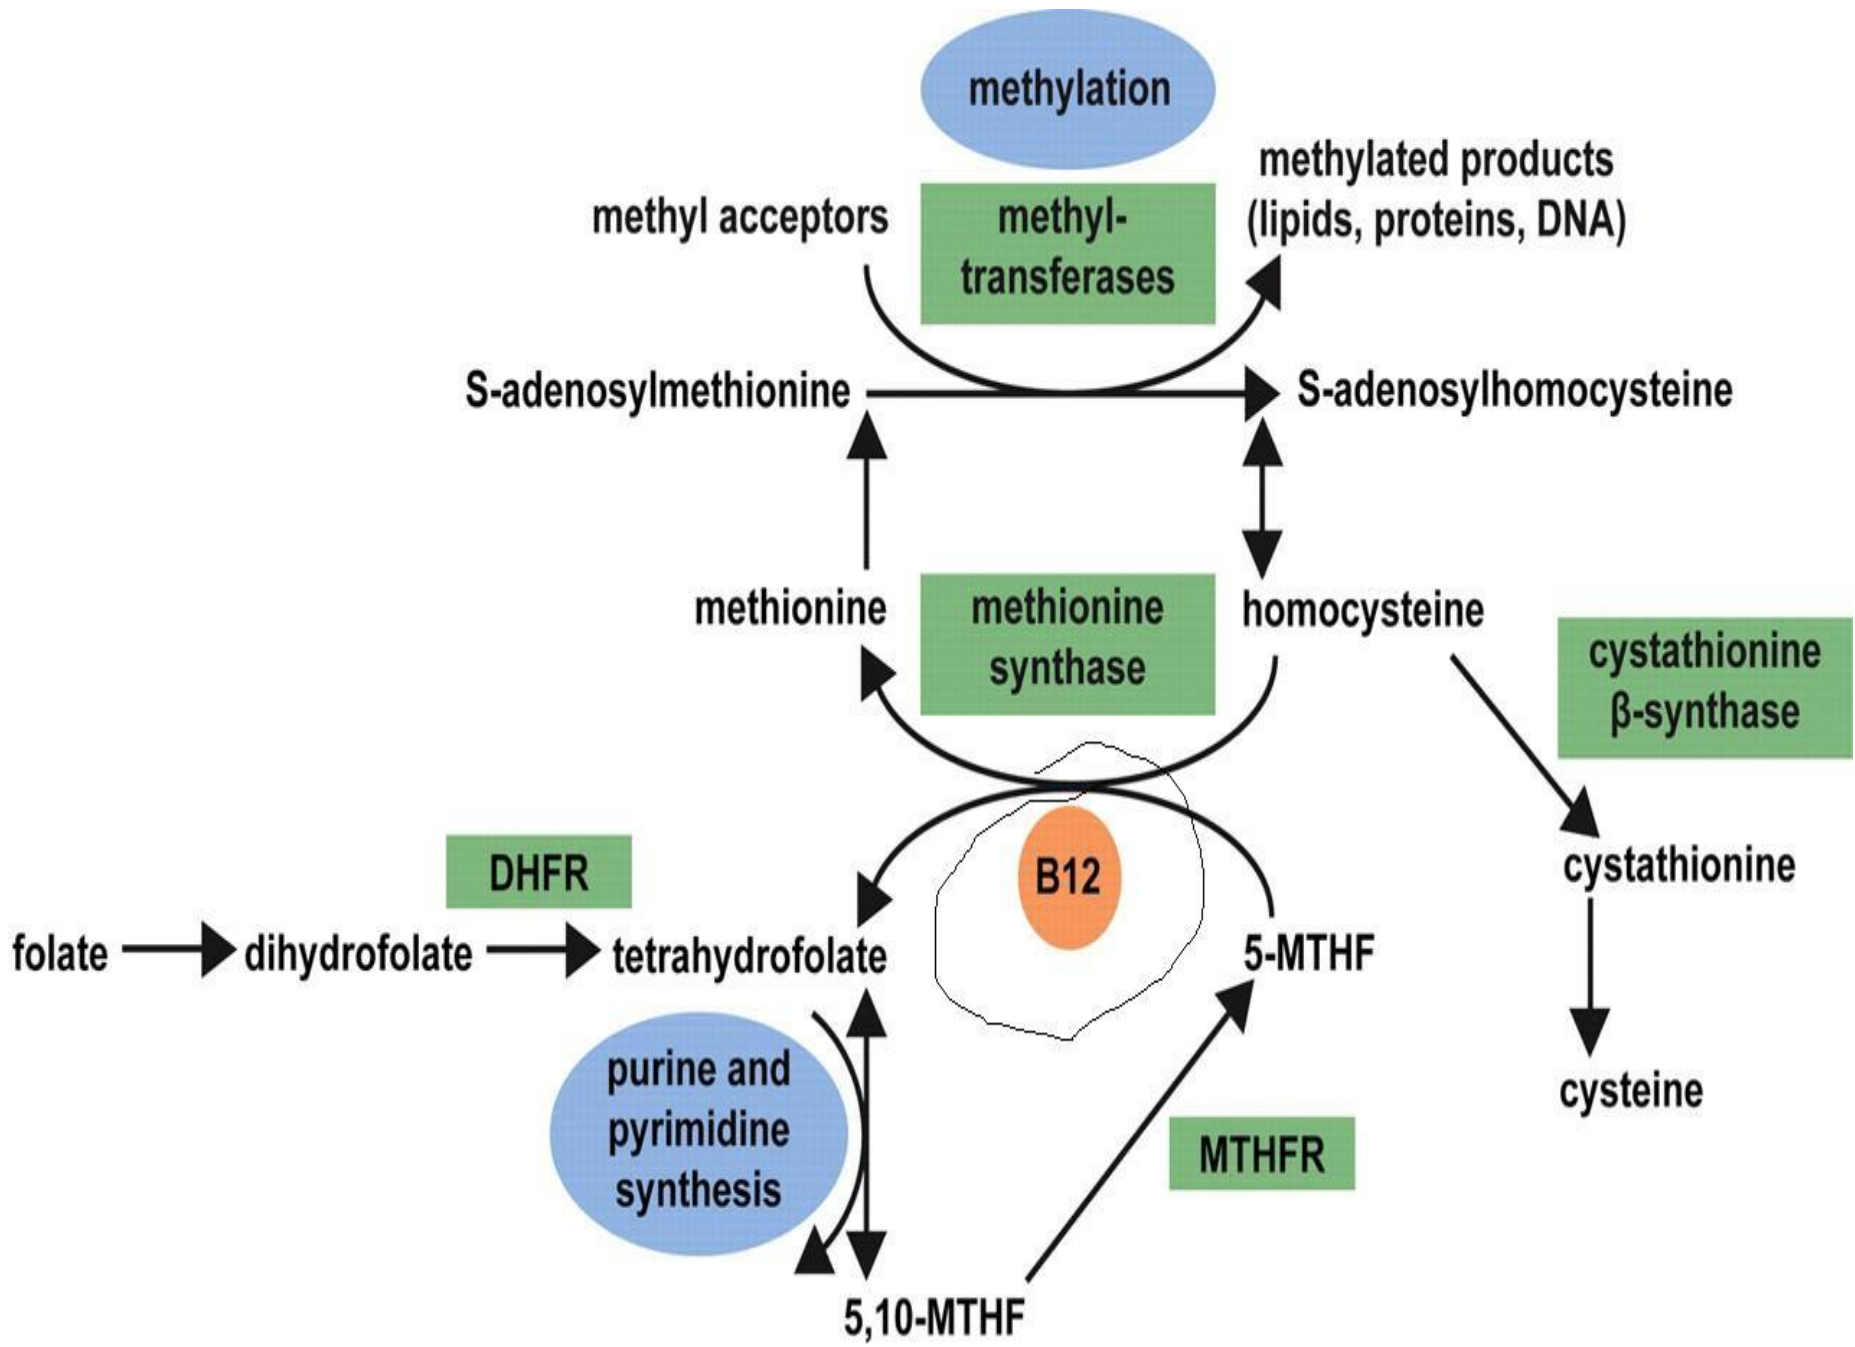 methylation
methylated products
(lipids, proteins, DNA)
methyl acceptors
methyl-
transferases
S-adenosylmethionine
S-adenosylhomocysteine
methionine
methionine
synthase
homocysteine
cystathionine
β-synthase
DHFR
B12
cystathionine
folate
dihydrofolate
tetrahydrofolate
5-MTHF
purine and
pyrimidine
synthesis
MTHFR
cysteine
5,10-MTHF